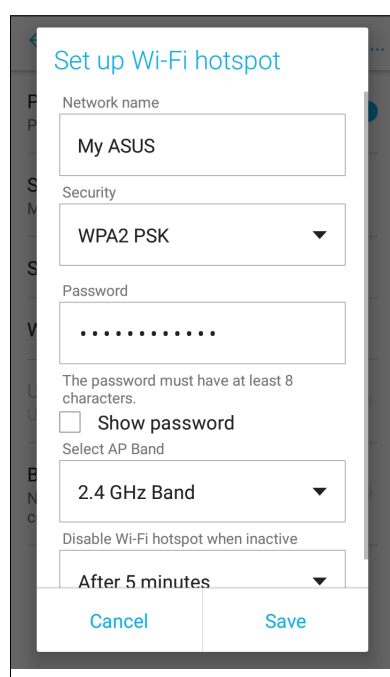 Set up Wi-Fi hotspot
Network name
My ASUS
Security
WPA2 PSK
Password
••••••••••••
The password must have at least 8
characters.
Show password
Select AP Band
2.4 GHz Band
Disable Wi-Fi hotspot when inactive
After 5 minutes
Cancel
Save